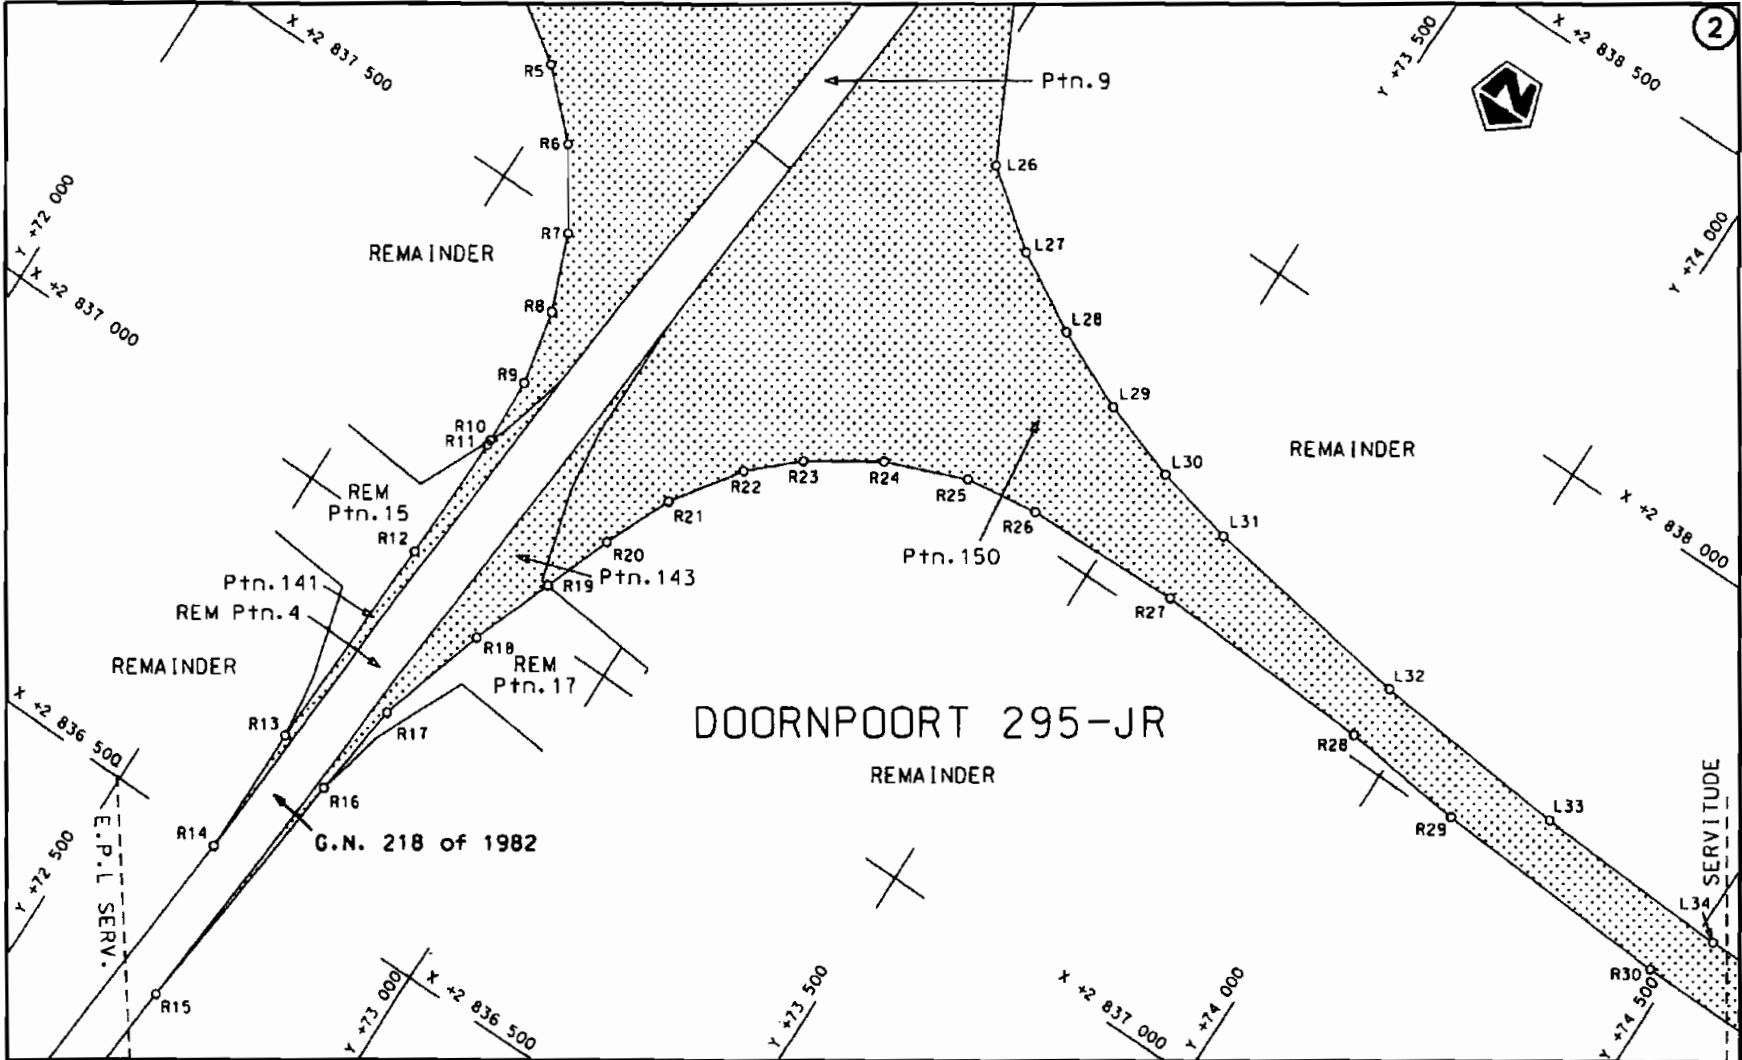 2
X +2 837 500
Y +73 500
X +2 838 500
R5
Ptn.9
R6
L26
Y +72 000
R7
L27
Y +74 000
REMAINDER
X +2 837 000
R8
L28
R9
L29
R10
R11
REMAINDER
L30
REM
Ptn.15
R22
R23
R24
R25
R21
R26
L31
X +2 838 000
R12
R20
Ptn.150
Ptn.141
R19
Ptn.143
R27
REM Ptn.4
R18
REMAINDER
REM
Ptn.17
L32
X +2 836 500
R13
R17
DOORNPOORT 295-JR
R28
REMAINDER
R16
L33
R14
R29
G.N. 218 of 1982
Y +72 500
E.P.L SERV.
SERVITUDE
L34
R30
R15
Y +73 000
X +2 836 500
Y +73 500
X +2 837 000
Y +74 000
Y +74 500